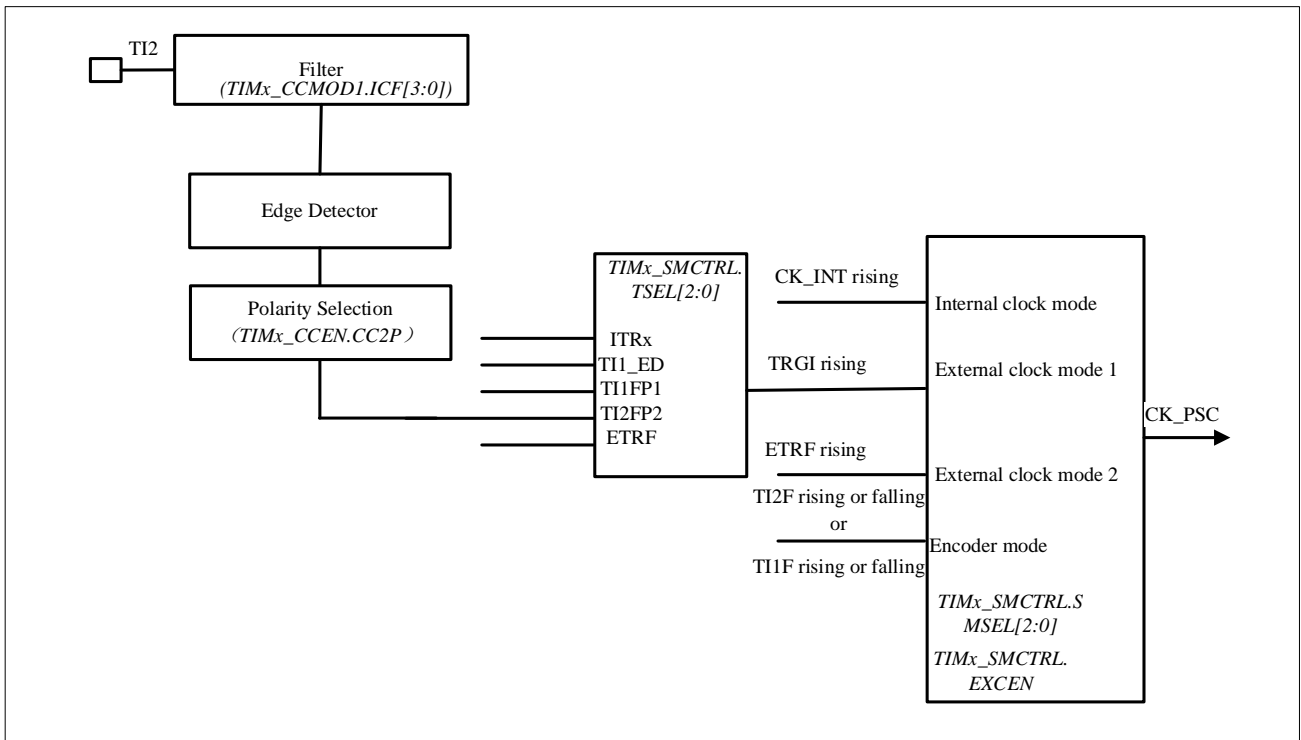 TI2
Filter
(TIMx_CCMOD1.ICF[3:0])
Edge Detector
Polarity Selection
（TIMx_CCEN.CC2P）
TIMx_SMCTRL.
TSEL[2:0]
ITRx
TI1_ED
TI1FP1
TI2FP2
ETRF
CK_INT rising
TRGI rising
ETRF rising
TI2F rising or falling
or
TI1F rising or falling
Internal clock mode
External clock mode 1
External clock mode 2
Encoder mode
TIMx_SMCTRL.S
MSEL[2:0]
TIMx_SMCTRL.
EXCEN
CK_PSC